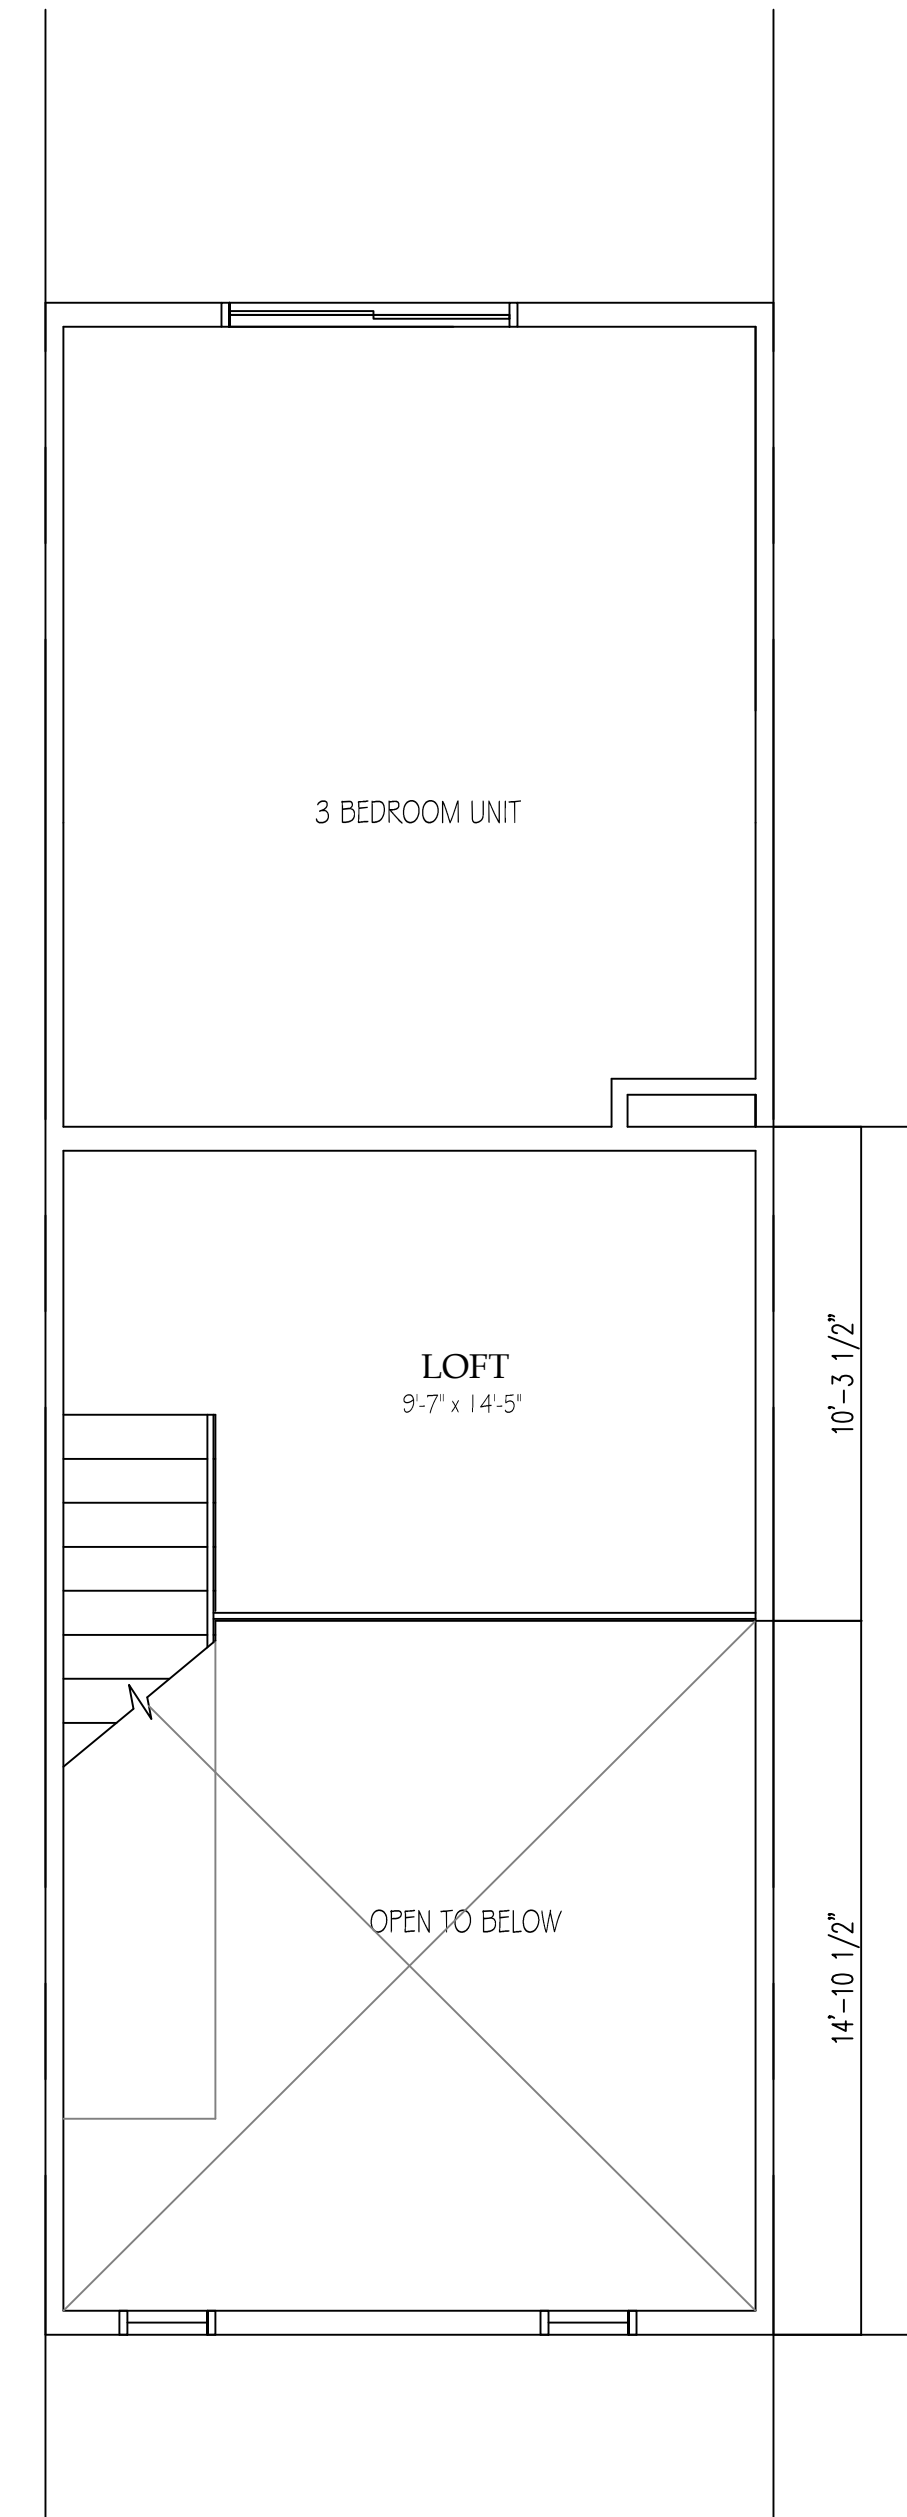 3 BEDROOM UNIT
LOFT
9'-7" x 14'-5"
10'-3 1/2"
OPEN TO BELOW
14'-10 1/2"